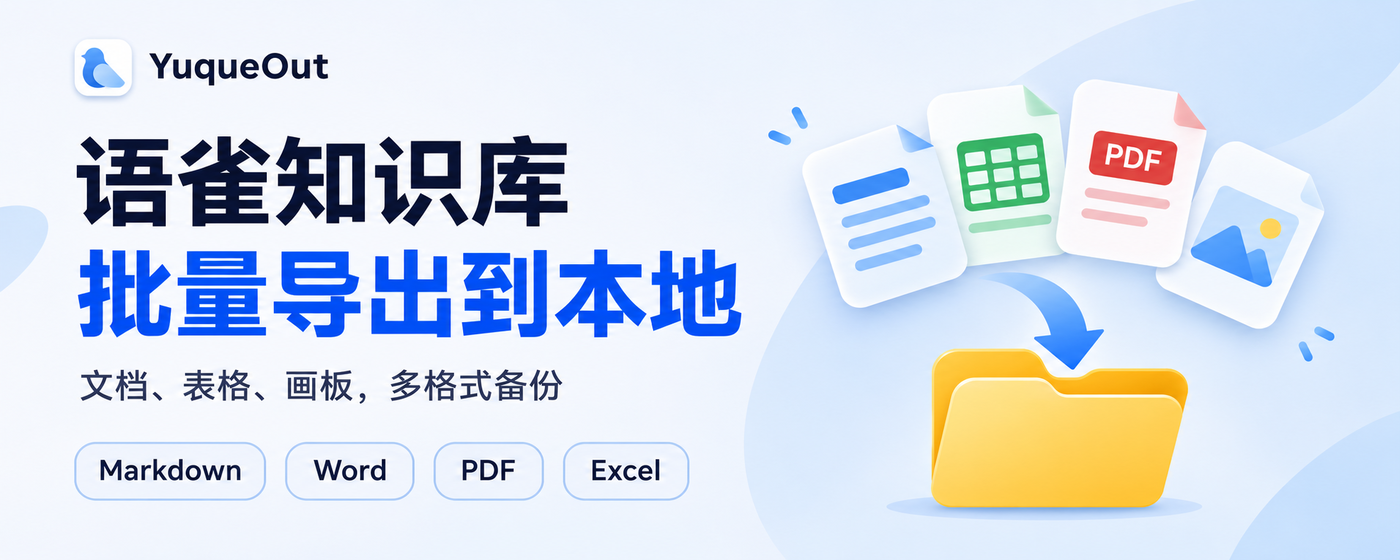 YuqueOut
语雀知识库
批量导出到本地
文档、表格、画板，多格式备份
Markdown
Word
PDF
Excel
PDF